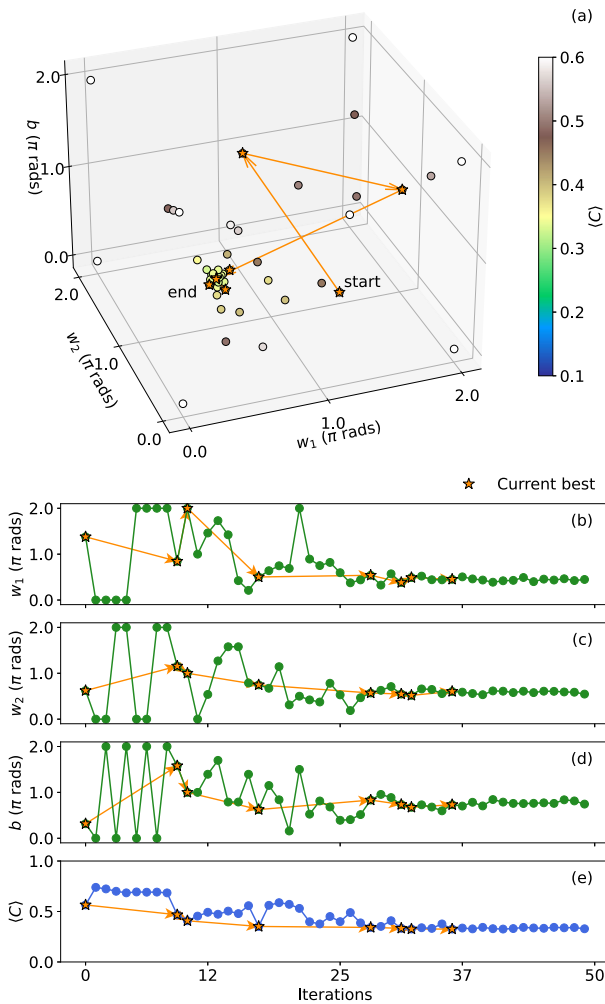 (a)
2.0
1.0
0.0
b (π rads)
2.0
1.0
0.0
w₂ (π rads)
0.0
1.0
2.0
w₁ (π rads)
end
start
0.6
0.5
0.4
0.3
0.2
0.1
⟨C⟩
Current best
(b)
2.0
1.0
0.0
w₁ (π rads)
(c)
2.0
1.0
0.0
w₂ (π rads)
(d)
2.0
1.0
0.0
b (π rads)
(e)
1.0
0.5
0.0
⟨C⟩
0 12 25 37 50
Iterations